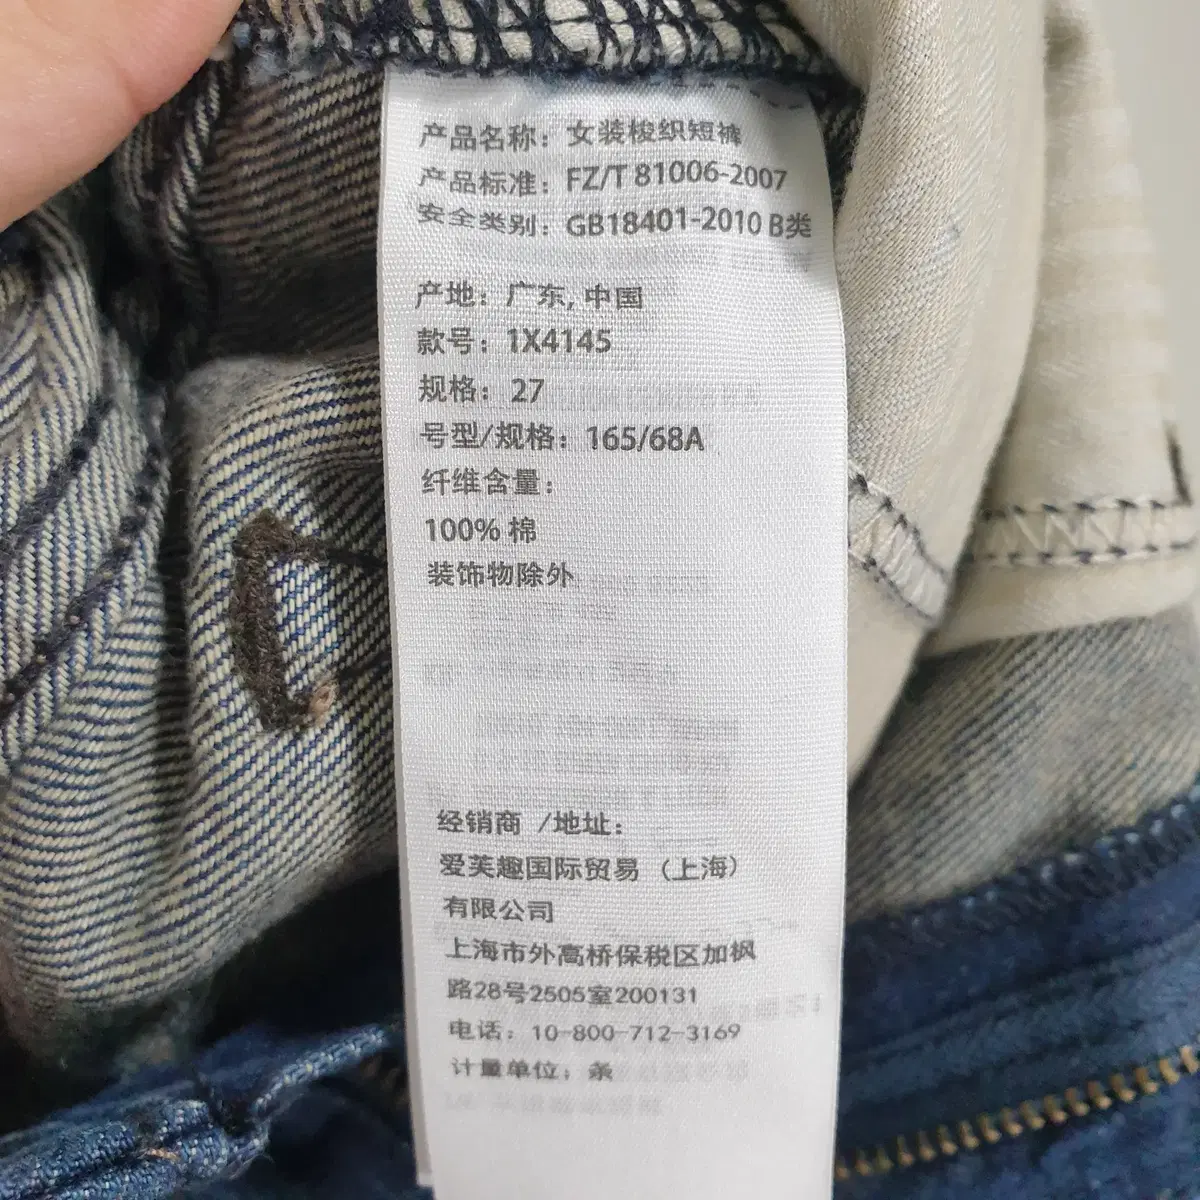 产品名称：女装梭织短裤
产品标准：FZ/T 81006-2007
安全类别：GB18401-2010 B类
产地：广东, 中国
款号：1X4145
规格：27
号型/规格：165/68A
纤维含量：
100% 棉
装饰物除外
经销商 /地址：
爱芙趣国际贸易（上海）
有限公司
上海市外高桥保税区加枫
路28号2505室200131
电话：10-800-712-3169
计量单位：条